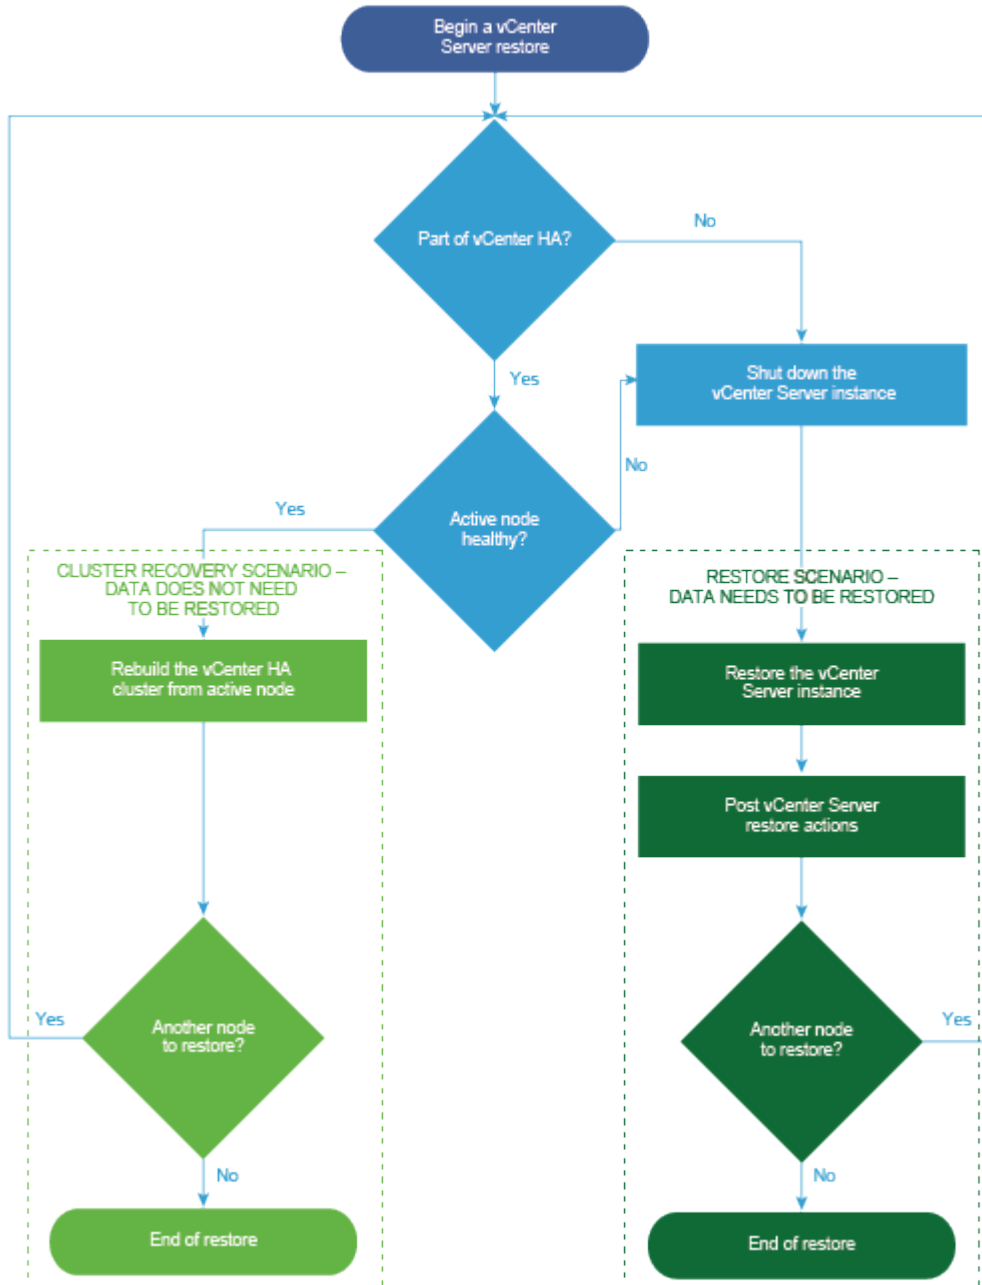 Begin a vCenter
Server restore
Part of vCenter HA?
No
Yes
Shut down the
vCenter Server instance
No
Yes
Active node
healthy?
CLUSTER RECOVERY SCENARIO –
DATA DOES NOT NEED
TO BE RESTORED
RESTORE SCENARIO –
DATA NEEDS TO BE RESTORED
Rebuild the vCenter HA
cluster from active node
Restore the vCenter
Server instance
Post vCenter Server
restore actions
Yes
Another node
to restore?
Another node
to restore?
Yes
No
No
End of restore
End of restore